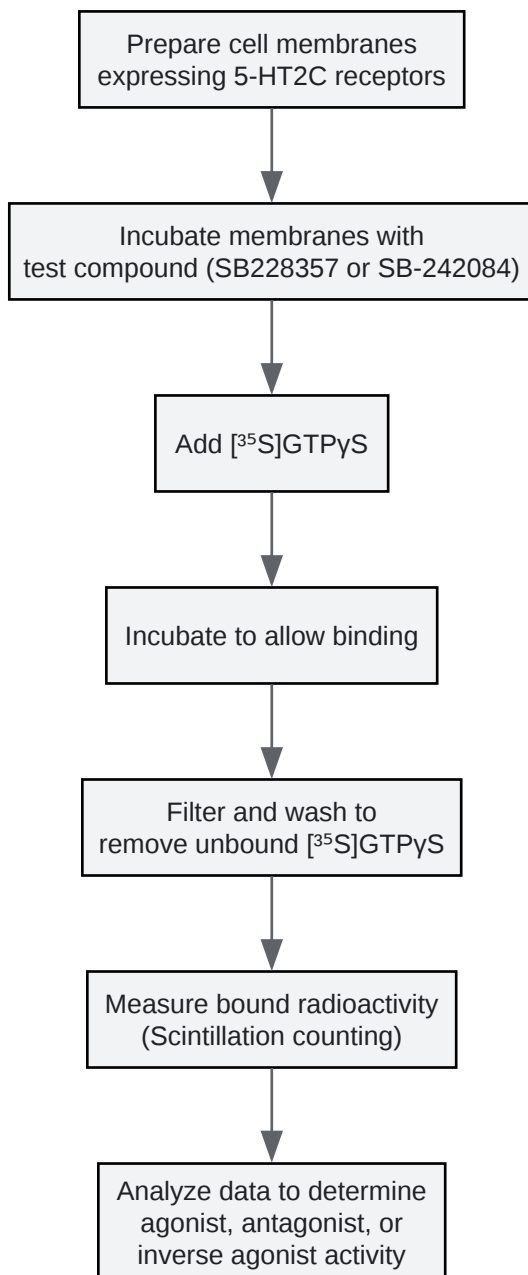 Prepare cell membranes
expressing 5-HT2C receptors
Incubate membranes with
test compound (SB228357 or SB-242084)
Add [³⁵S]GTPγS
Incubate to allow binding
Filter and wash to
remove unbound [³⁵S]GTPγS
Measure bound radioactivity
(Scintillation counting)
Analyze data to determine
agonist, antagonist, or
inverse agonist activity